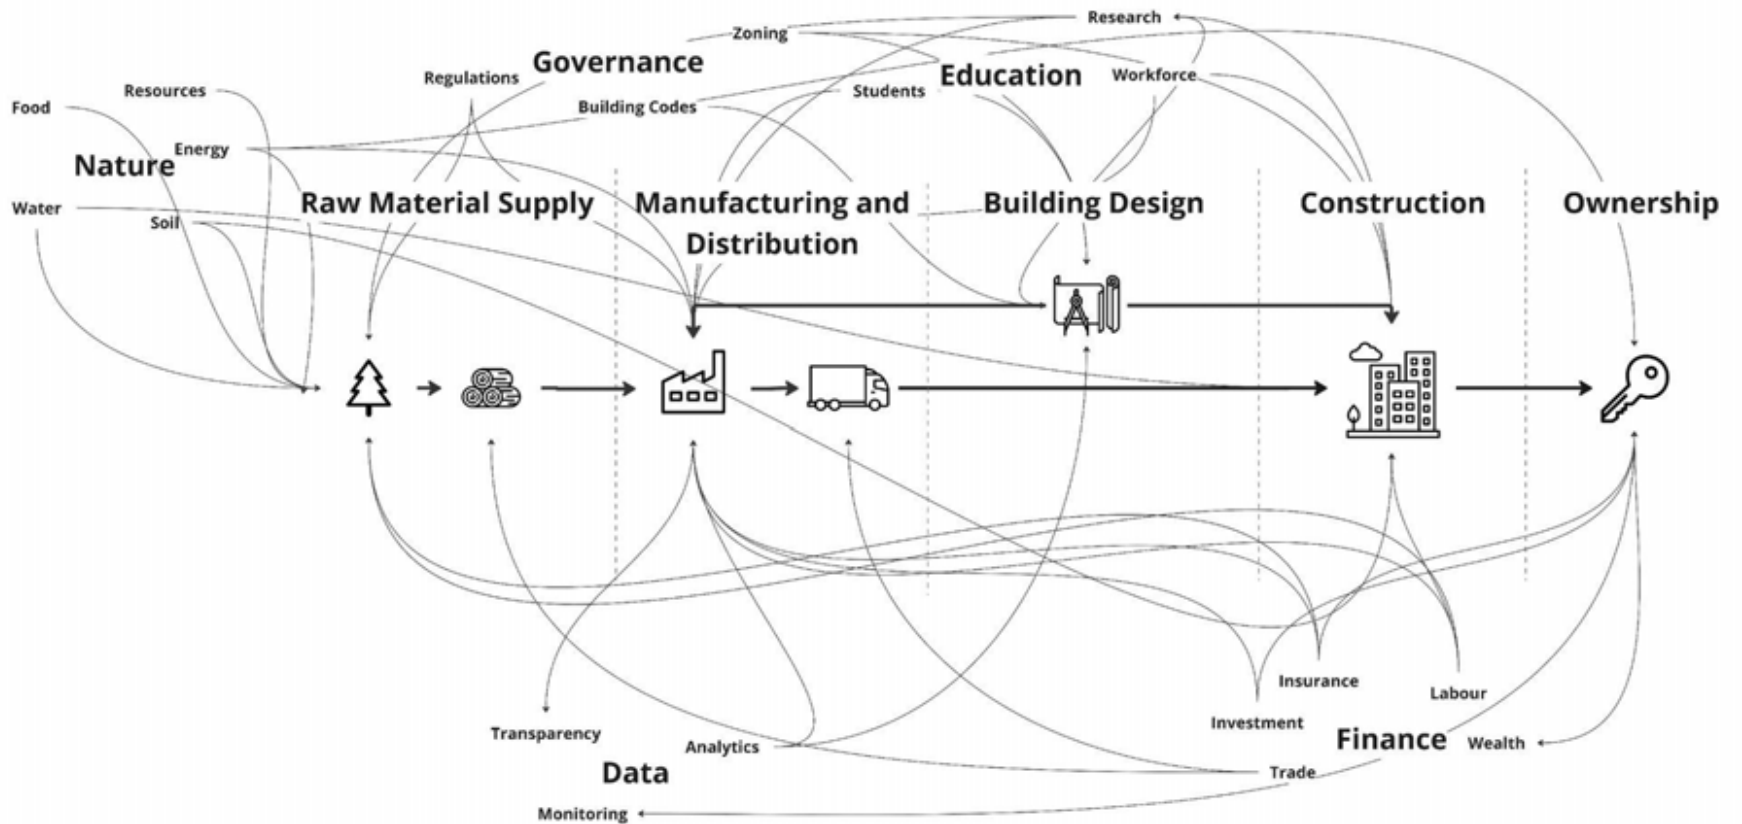 Research
Zoning
Governance
Regulations
Education
Workforce
Resources
Students
Food
Building Codes
Energy
Nature
Raw Material Supply
Manufacturing and
Distribution
Building Design
Construction
Ownership
Water
Soil
Insurance
Labour
Investment
Transparency
Analytics
Finance
Wealth
Data
Trade
Monitoring